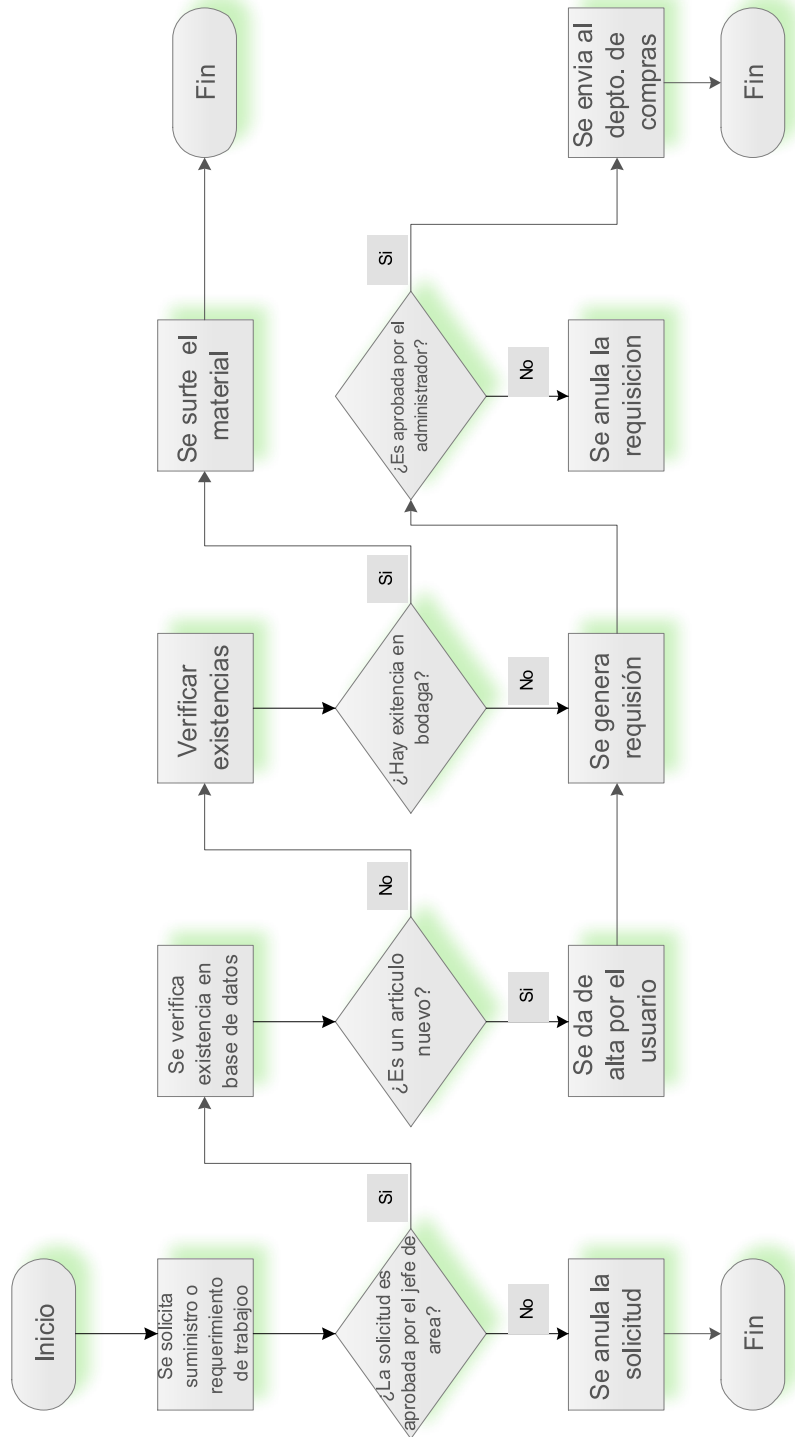 Inicio
Se solicita
suministro o
requerimiento
de trabajoo
¿La solicitud es
aprobada por el jefe de
area?
No
Se anula la
solicitud
Fin
Si
Se verifica
existencia en
base de datos
¿Es un articulo
nuevo?
Si
Se da de
alta por el
usuario
No
Verificar
existencias
¿Hay exitencia en
bodaga?
No
Se genera
requisión
Si
Se surte el
material
Fin
¿Es aprobada por el
administrador?
No
Se anula la
requisicion
Si
Se envia al
depto. de
compras
Fin